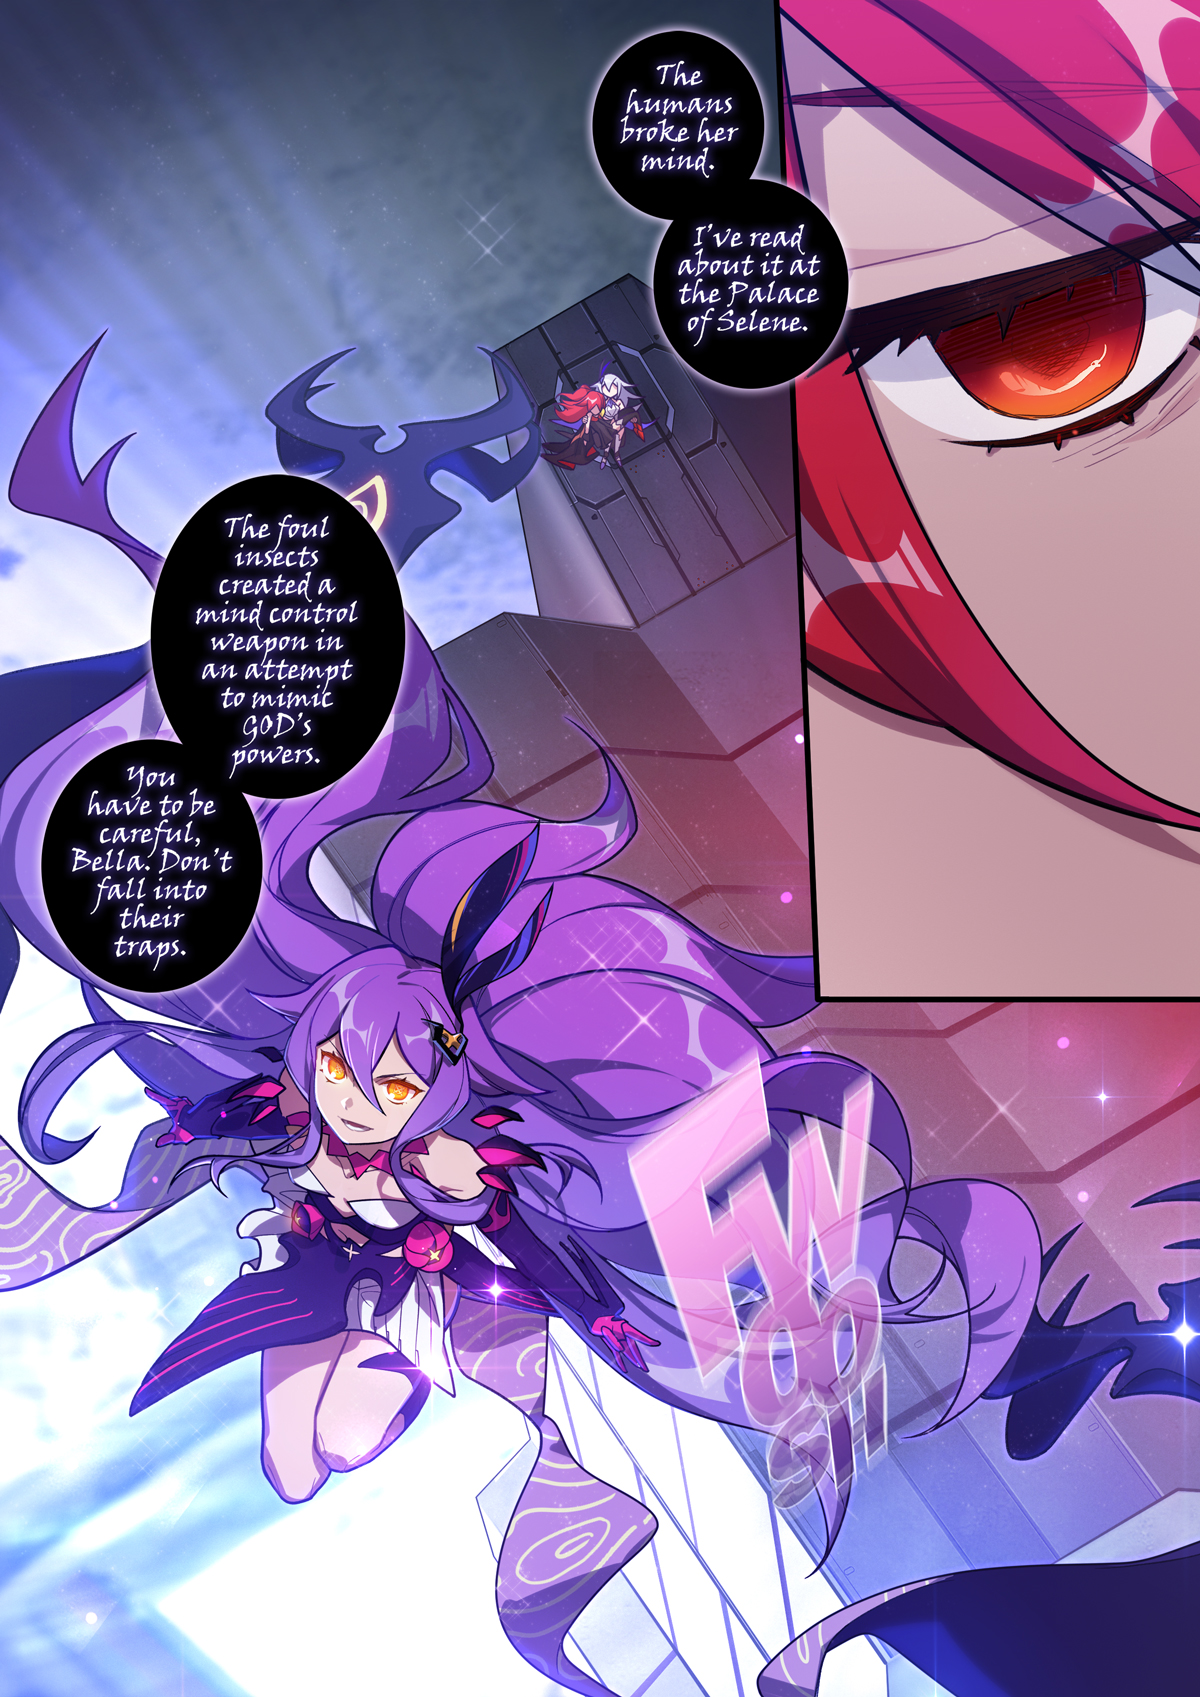 The
humans
broke her
mind.
I've read
about it at
the Palace
of Selene.
The foul
insects
created a
mind control
weapon in
an attempt
to mimic
GOD's
powers.
You
have to be
careful,
Bella. Don't
fall into
their
traps.
FWOOSH